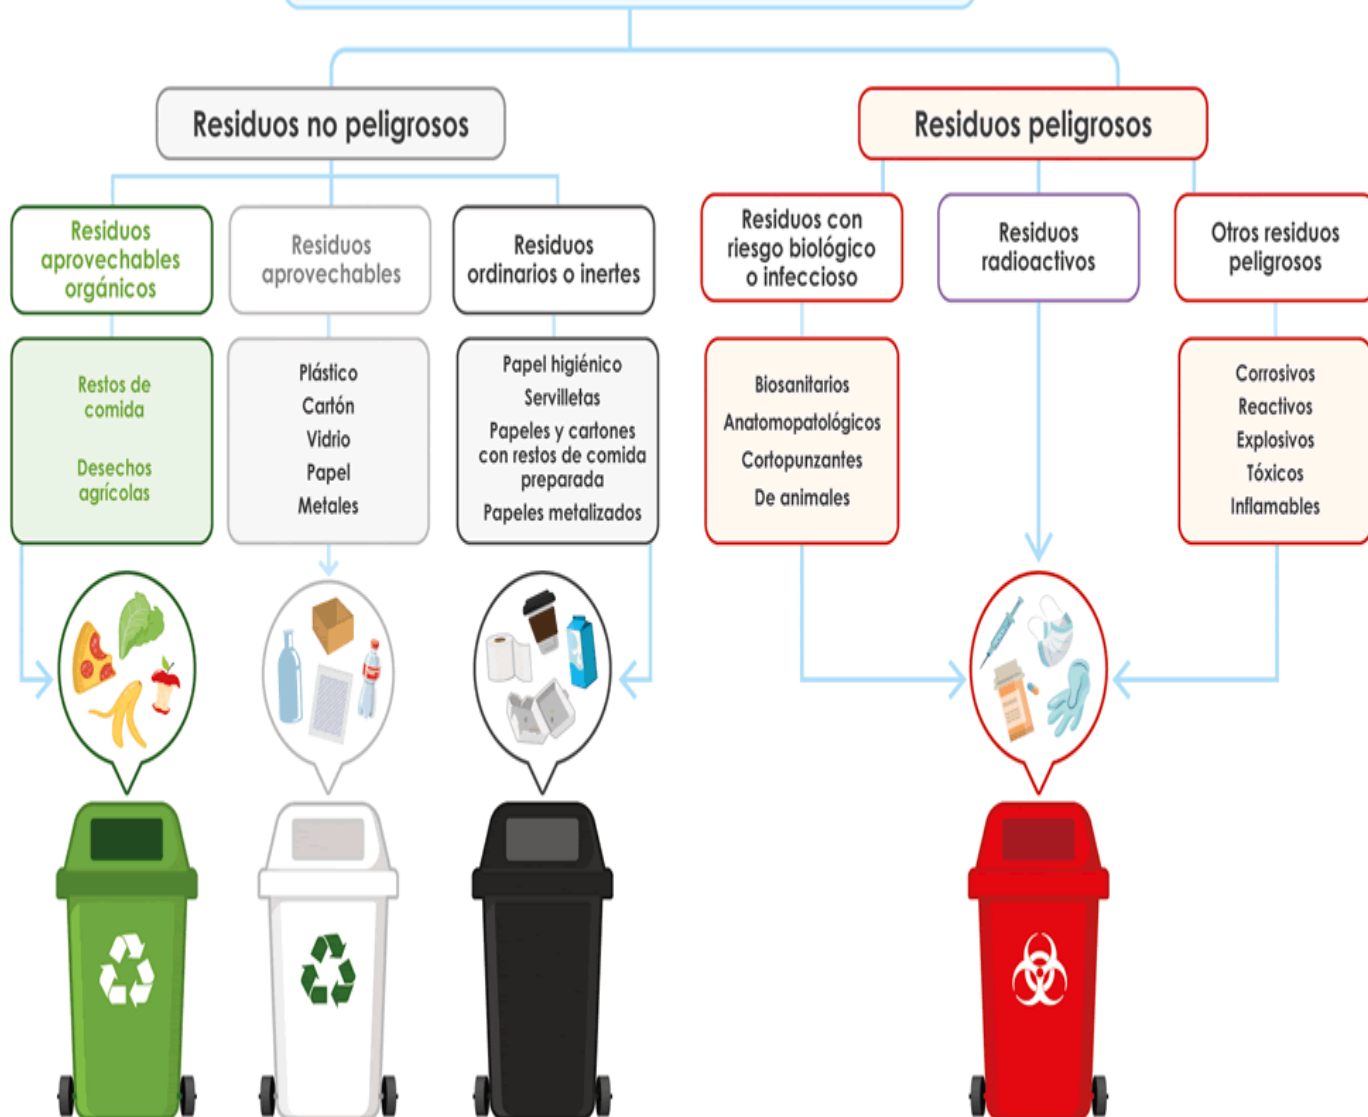 Residuos no peligrosos
Residuos peligrosos
Residuos
aprovechables
orgánicos
Residuos
aprovechables
Residuos
ordinarios o inertes
Residuos con
riesgo biológico
o infeccioso
Residuos
radioactivos
Otros residuos
peligrosos
Restos de
comida
Desechos
agrícolas
Plástico
Cartón
Vidrio
Papel
Metales
Papel higiénico
Servilletas
Papeles y cartones
con restos de comida
preparada
Papeles metalizados
Biosanitarios
Anatomopatológicos
Cortopunzantes
De animales
Corrosivos
Reactivos
Explosivos
Tóxicos
Inflamables